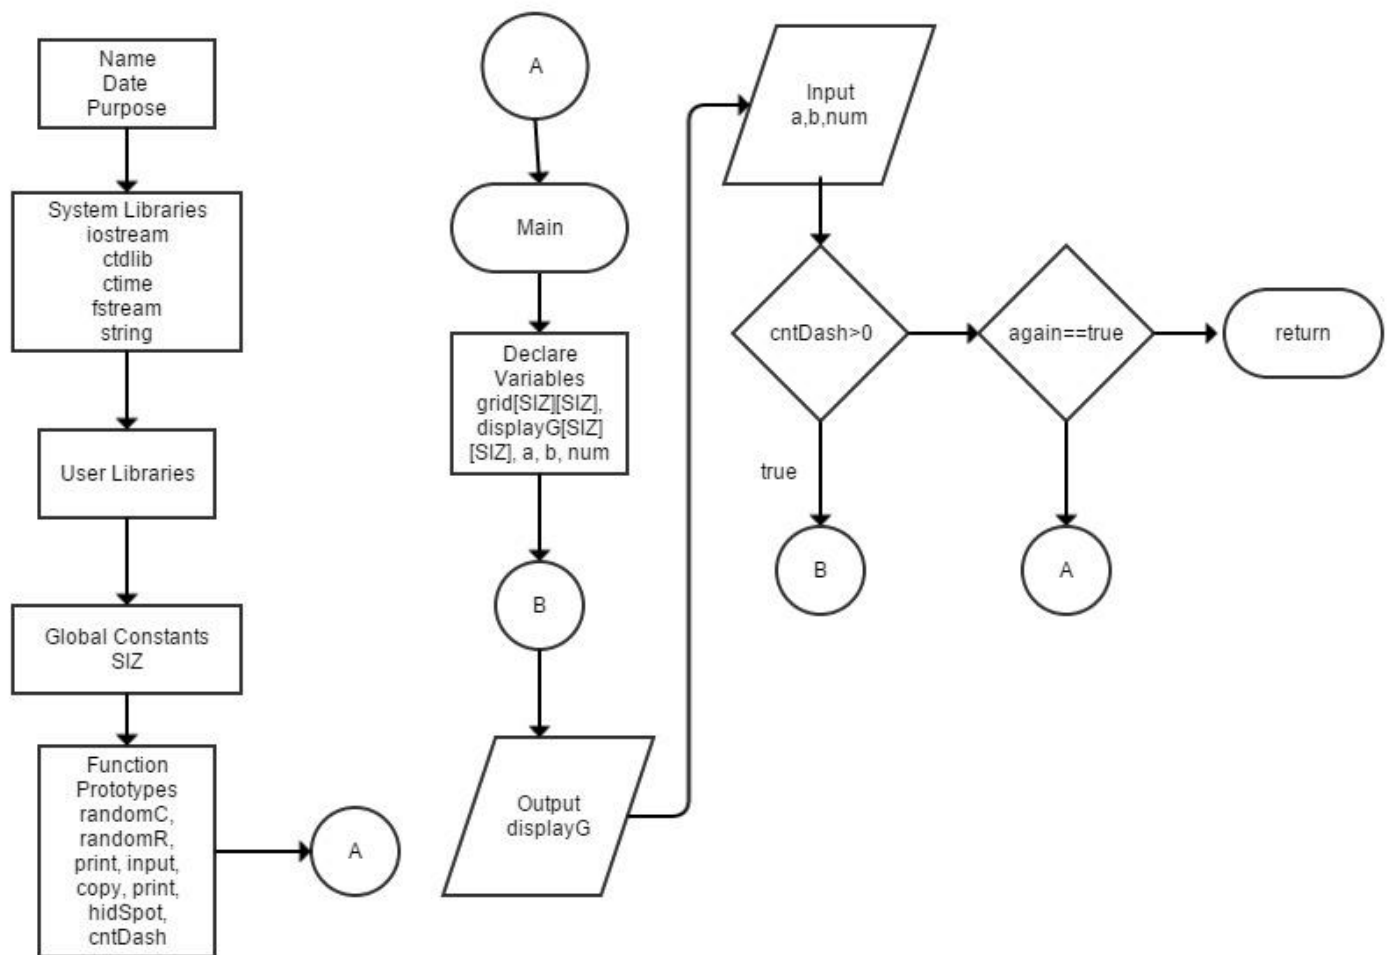 Name
Date
Purpose
System Libraries
iostream
ctdlib
ctime
fstream
string
User Libraries
Global Constants
SIZ
Function
Prototypes
randomC,
randomR,
print, input,
copy, print,
hidSpot,
cntDash
A
A
Main
Declare
Variables
grid[SIZ][SIZ],
displayG[SIZ]
[SIZ], a, b, num
B
Output
displayG
Input
a,b,num
cntDash>0
true
B
again==true
A
return